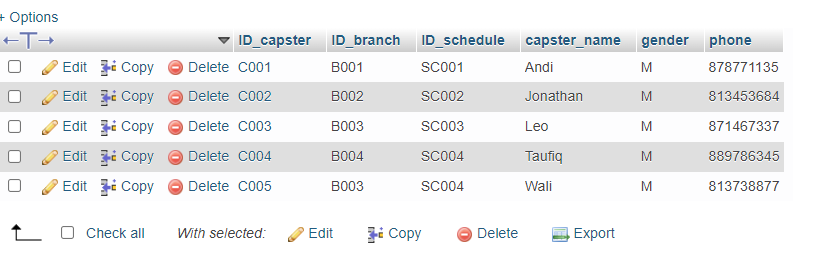 + Options
ID_capster ID_branch ID_schedule capster_name gender phone
Edit Copy Delete C001 B001 SC001 Andi M 878771135
Edit Copy Delete C002 B002 SC002 Jonathan M 813453684
Edit Copy Delete C003 B003 SC003 Leo M 871467337
Edit Copy Delete C004 B004 SC004 Taufiq M 889786345
Edit Copy Delete C005 B003 SC004 Wali M 813738877
Check all With selected: Edit Copy Delete Export